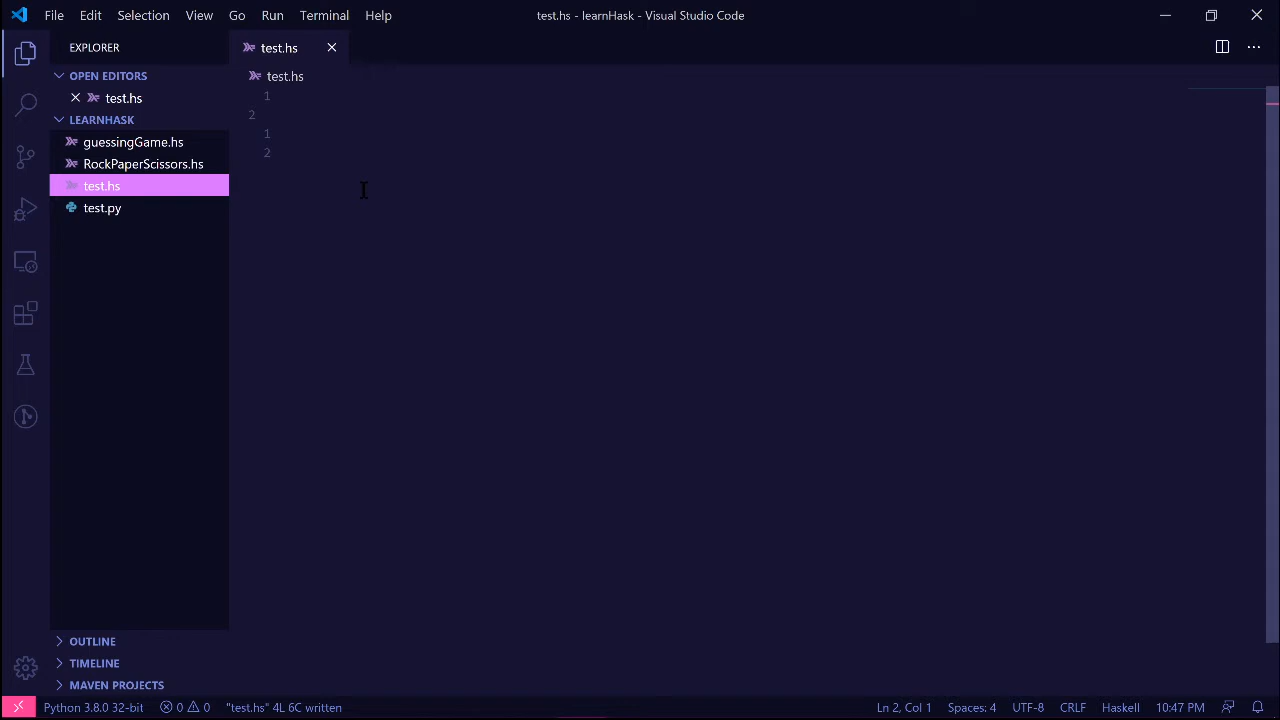 File Edit Selection View Go Run Terminal Help test.hs - learnHask - Visual Studio Code
EXPLORER
OPEN EDITORS
test.hs
LEARNHASK
guessingGame.hs
RockPaperScissors.hs
test.hs
test.py
OUTLINE
TIMELINE
MAVEN PROJECTS
test.hs
test.hs
1
2
1
2
Python 3.8.0 32-bit 0 0 "test.hs" 4L 6C written Ln 2, Col 1 Spaces: 4 UTF-8 CRLF Haskell 10:47 PM